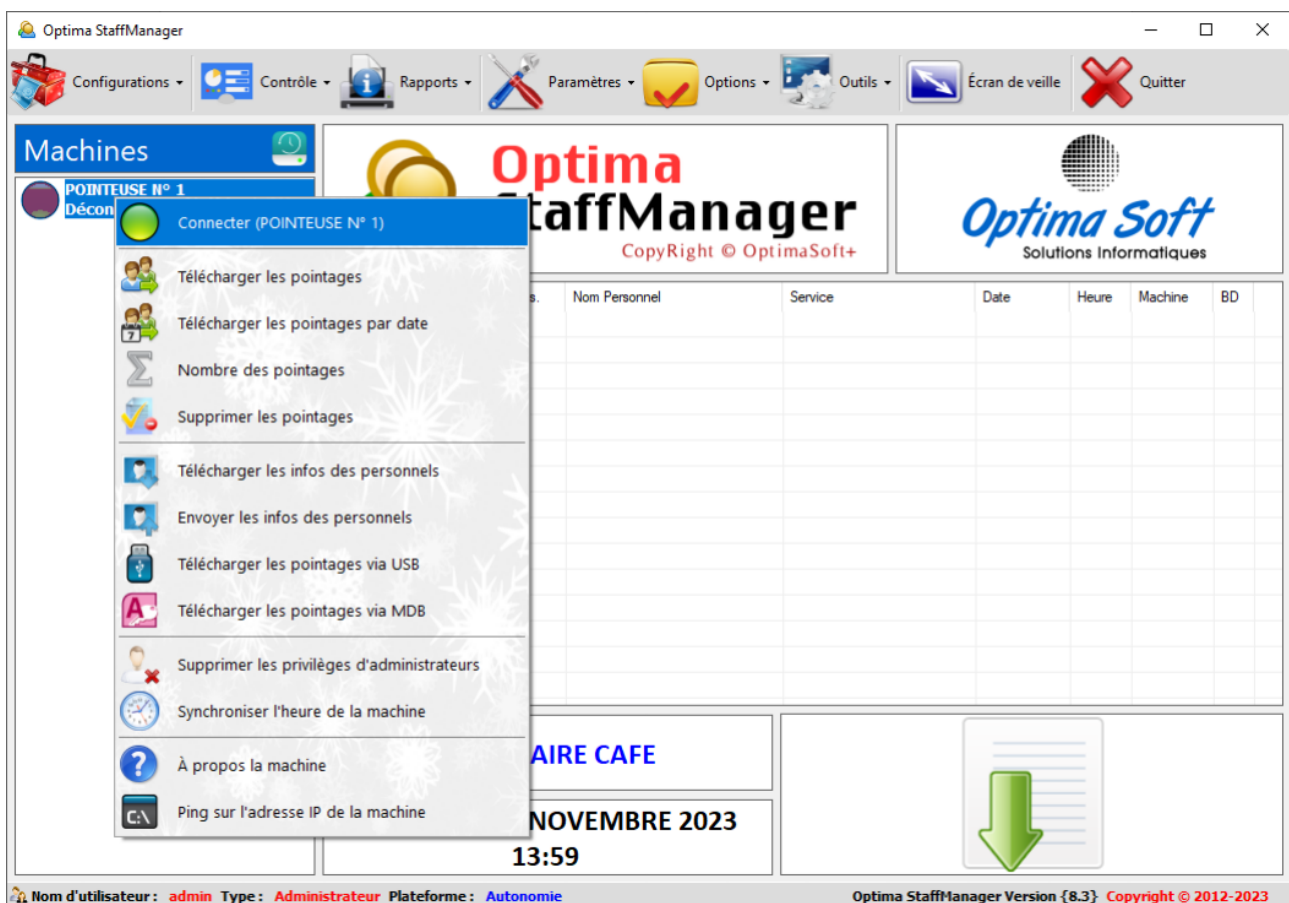 Optima StaffManager
Configurations
Contrôle
Rapports
Paramètres
Options
Outils
Écran de veille
Quitter
Machines
POINTEUSE N° 1
Optima
CopyRight © OptimaSoft+
Optima Soft
Solutions Informatiques
Nom Personnel
Service
Date
Heure
Machine
BD
Connecter (POINTEUSE N° 1)
Télécharger les pointages
Télécharger les pointages par date
Nombre des pointages
Supprimer les pointages
Télécharger les infos des personnels
Envoyer les infos des personnels
Télécharger les pointages via USB
Télécharger les pointages via MDB
Supprimer les privilèges d'administrateurs
Synchroniser l'heure de la machine
À propos la machine
Ping sur l'adresse IP de la machine
CAFE
NOVEMBRE 2023
13:59
Nom d'utilisateur : admin Type : Administrateur Plateforme : Autonomie
Optima StaffManager Version {8.3} Copyright © 2012-2023